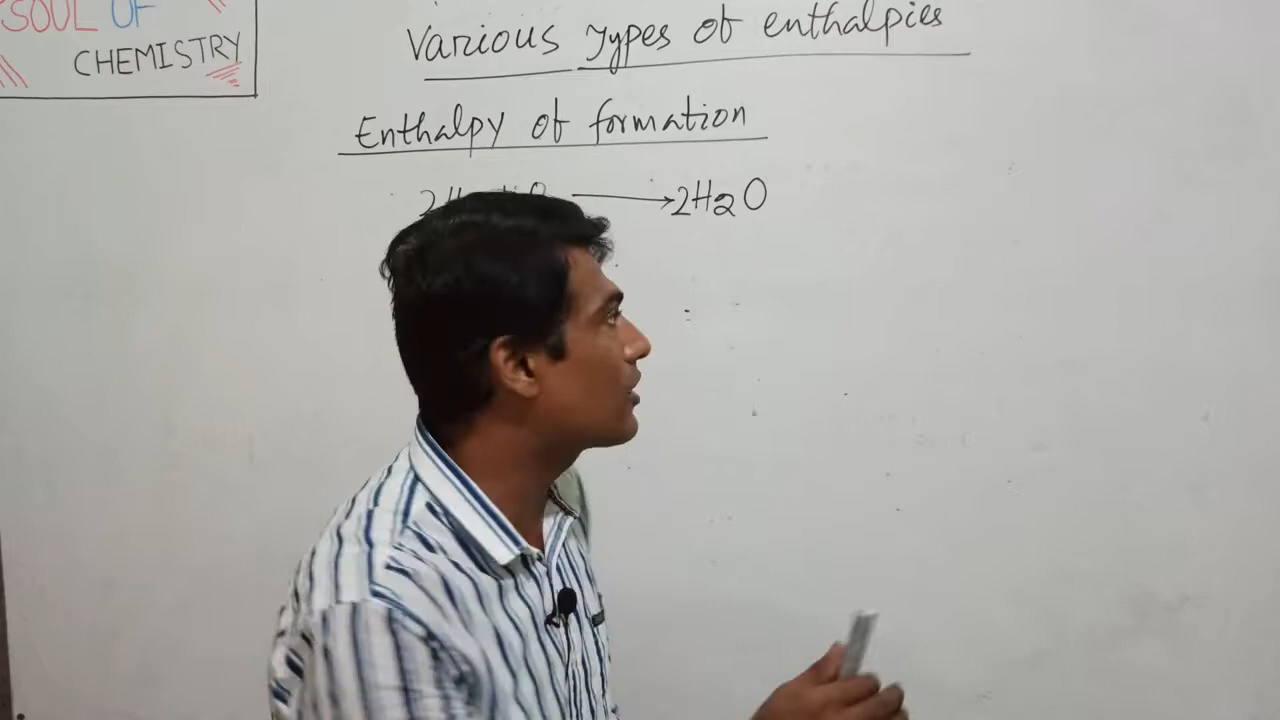 SOUL OF
CHEMISTRY
Various Types of enthalpies
Enthalpy of formation
⟶ 2H2O